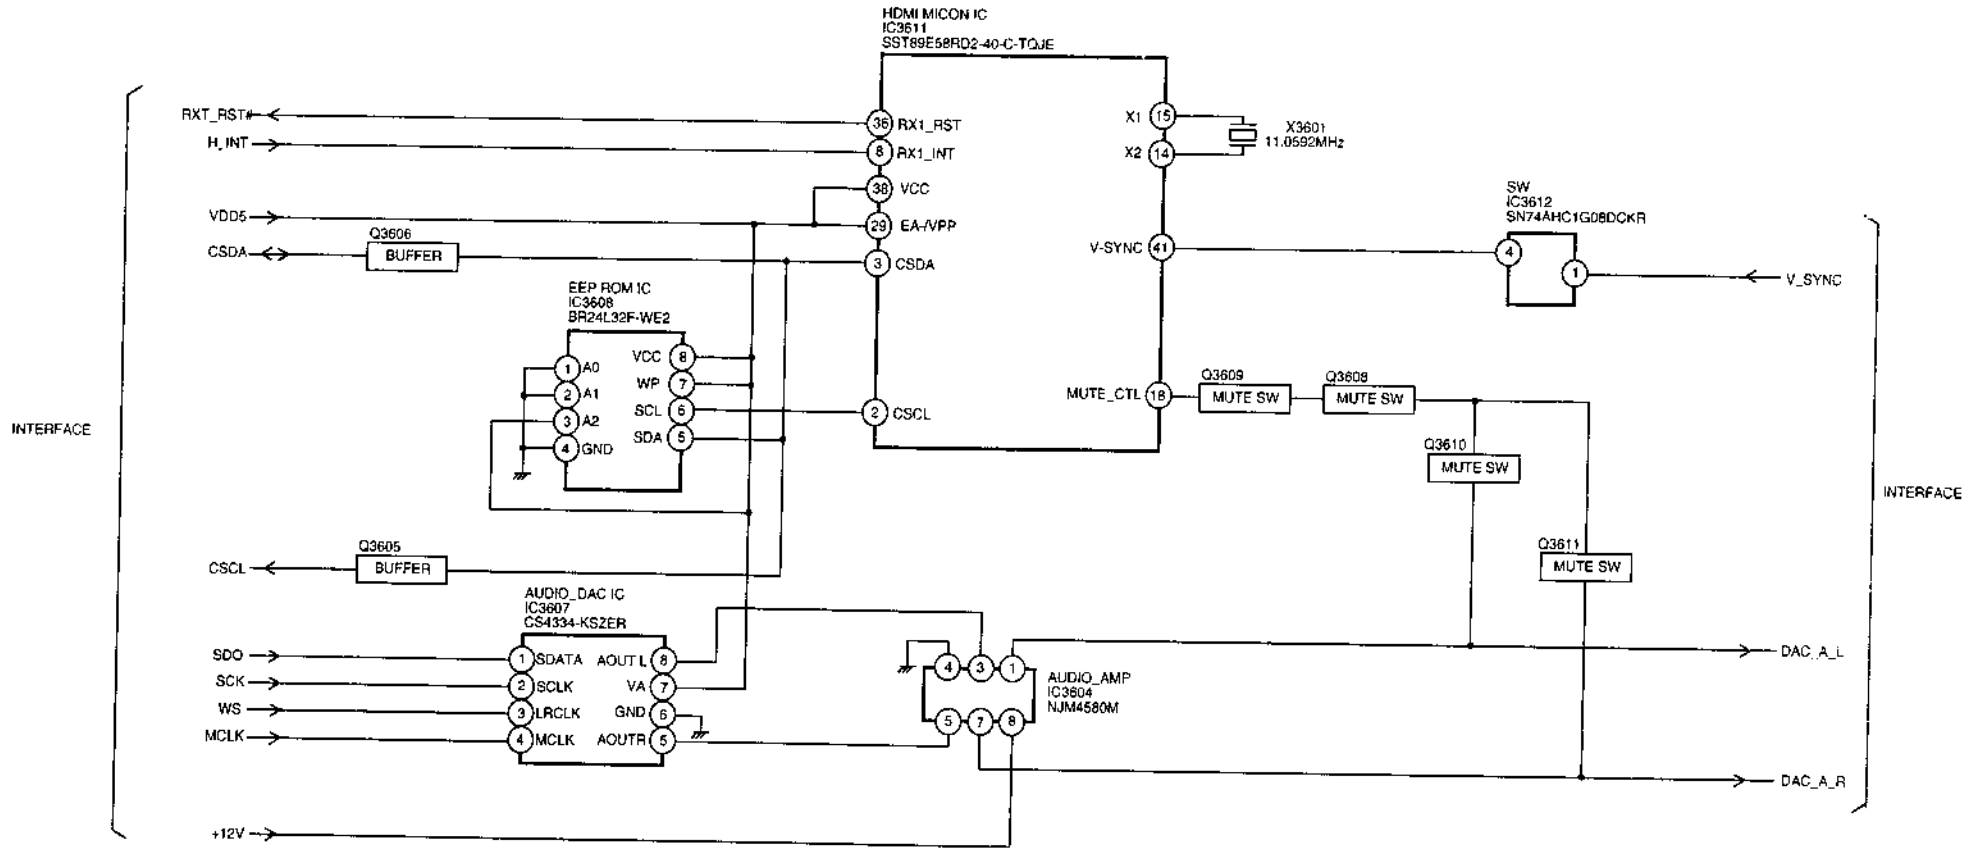 HDMI MICON IC
IC3611
SST89E58RD2-40-C-TQJE
RXT_RST#
36 RX1_RST
X1 15
X3601
11.0592MHz
H_INT
8 RX1_INT
X2 14
38 VCC
SW
IC3612
SN74AHC1G08DCKR
VDD5
29 EA-/VPP
Q3606
CSDA
BUFFER
3 CSDA
V-SYNC 41
4
1
V_SYNC
EEP ROM IC
IC3608
BR24L32F-WE2
1 A0
VCC 8
2 A1
WP 7
3 A2
SCL 6
4 GND
SDA 5
2 CSCL
MUTE_CTL 18
Q3609
MUTE SW
Q3608
MUTE SW
INTERFACE
Q3610
MUTE SW
INTERFACE
Q3611
MUTE SW
Q3605
CSCL
BUFFER
AUDIO_DAC IC
IC3607
CS4334-KSZER
SDO
1 SDATA
AOUTL 8
SCK
2 SCLK
VA 7
WS
3 LRCLK
GND 6
MCLK
4 MCLK
AOUTR 5
4 3 1
AUDIO_AMP
IC3604
NJM4580M
5 7 8
DAC_A_L
DAC_A_R
+12V